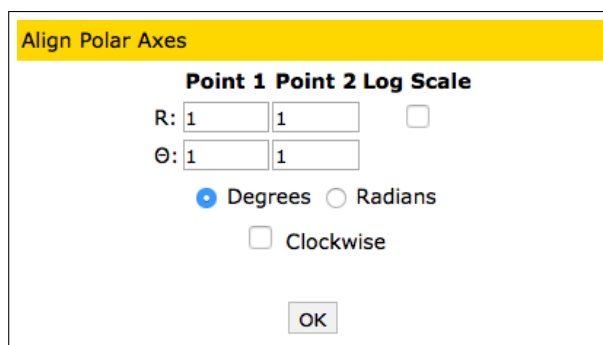 Align Polar Axes
Point 1 Point 2 Log Scale
R: 1 1
Θ: 1 1
Degrees Radians
Clockwise
OK